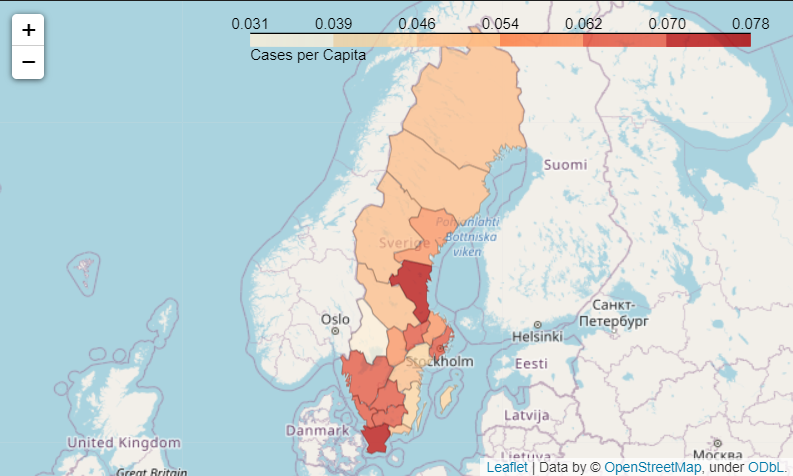 +
−
0.031 0.039 0.046 0.054 0.062 0.070 0.078
Cases per Capita
Suomi
Pohjanlahti
Bottniska
viken
Sverige
Oslo
Санкт-
Петербург
Helsinki
Stockholm
Eesti
Latvija
Danmark
United Kingdom
Lietuva
Москва
Great Britain
Leaflet | Data by © OpenStreetMap, under ODbL.